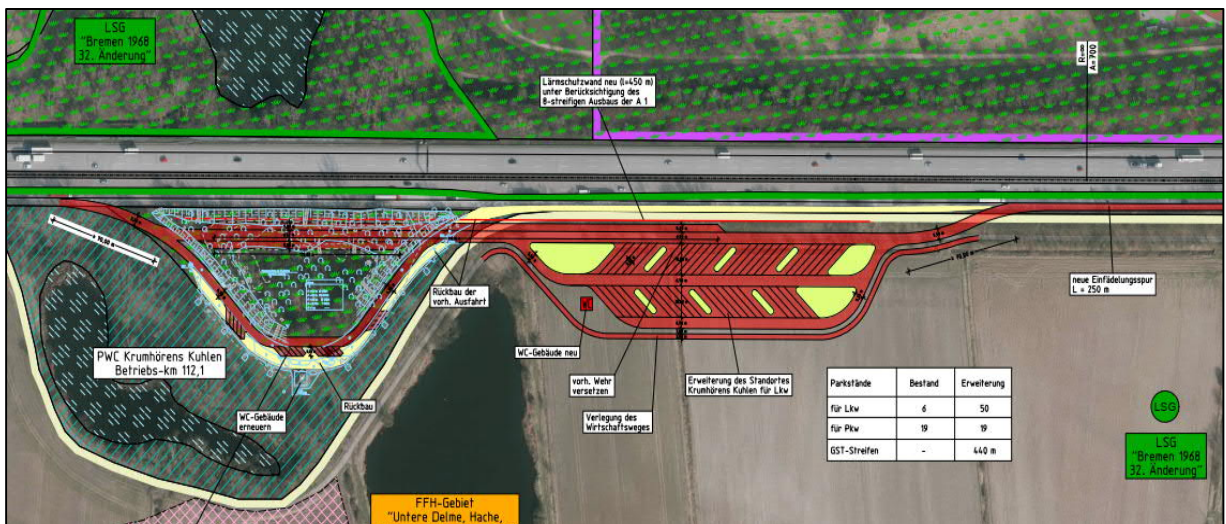 LSG
"Bremen 1968
32. Änderung"
Lärmschutzwand neu (l=450 m)
unter Berücksichtigung des
8-streifigen Ausbaus der A 1
R=∞
A=700
Rückbau der
vorh. Ausfahrt
neue Einfädelungsspur
L = 250 m
PWC Krumhörens Kuhlen
Betriebs-km 112,1
WC-Gebäude neu
WC-Gebäude
erneuern
Rückbau
vorh. Wehr
versetzen
Erweiterung des Standortes
Krumhörens Kuhlen für Lkw
Verlegung des
Wirtschaftsweges
Parkstände Bestand Erweiterung
für Lkw 6 50
für Pkw 19 19
GST-Streifen - 440 m
LSG
LSG
"Bremen 1968
32. Änderung"
FFH-Gebiet
"Untere Delme, Hache,